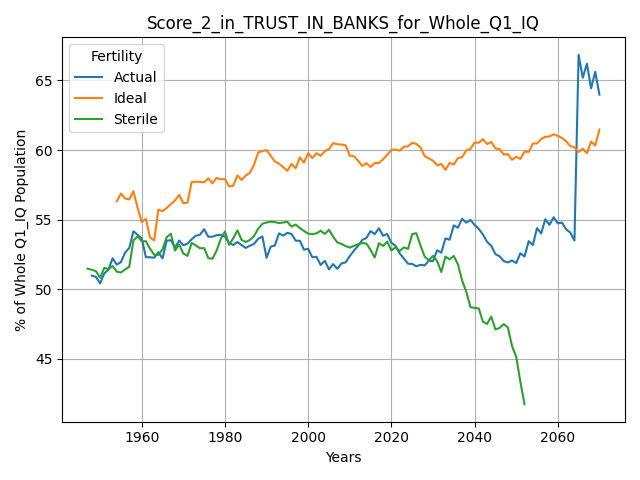 Score_2_in_TRUST_IN_BANKS_for_Whole_Q1_IQ
Fertility
Actual
Ideal
Sterile
% of Whole Q1_IQ Population
65
60
55
50
45
1960 1980 2000 2020 2040 2060
Years